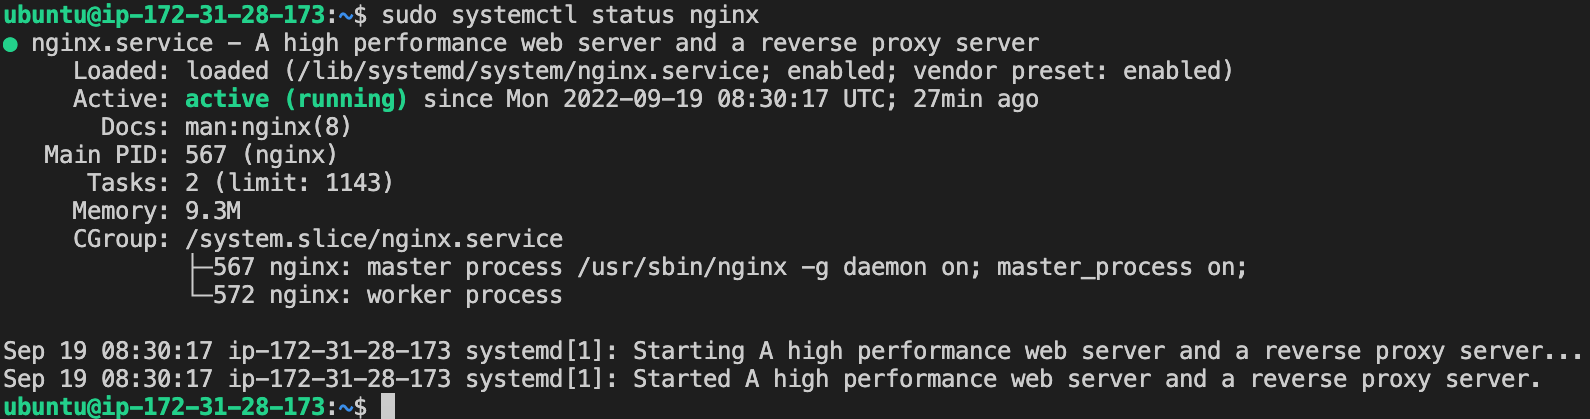 ubuntu@ip-172-31-28-173:~$ sudo systemctl status nginx
● nginx.service - A high performance web server and a reverse proxy server
     Loaded: loaded (/lib/systemd/system/nginx.service; enabled; vendor preset: enabled)
     Active: active (running) since Mon 2022-09-19 08:30:17 UTC; 27min ago
       Docs: man:nginx(8)
   Main PID: 567 (nginx)
      Tasks: 2 (limit: 1143)
     Memory: 9.3M
     CGroup: /system.slice/nginx.service
             ├─567 nginx: master process /usr/sbin/nginx -g daemon on; master_process on;
             └─572 nginx: worker process

Sep 19 08:30:17 ip-172-31-28-173 systemd[1]: Starting A high performance web server and a reverse proxy server...
Sep 19 08:30:17 ip-172-31-28-173 systemd[1]: Started A high performance web server and a reverse proxy server.
ubuntu@ip-172-31-28-173:~$